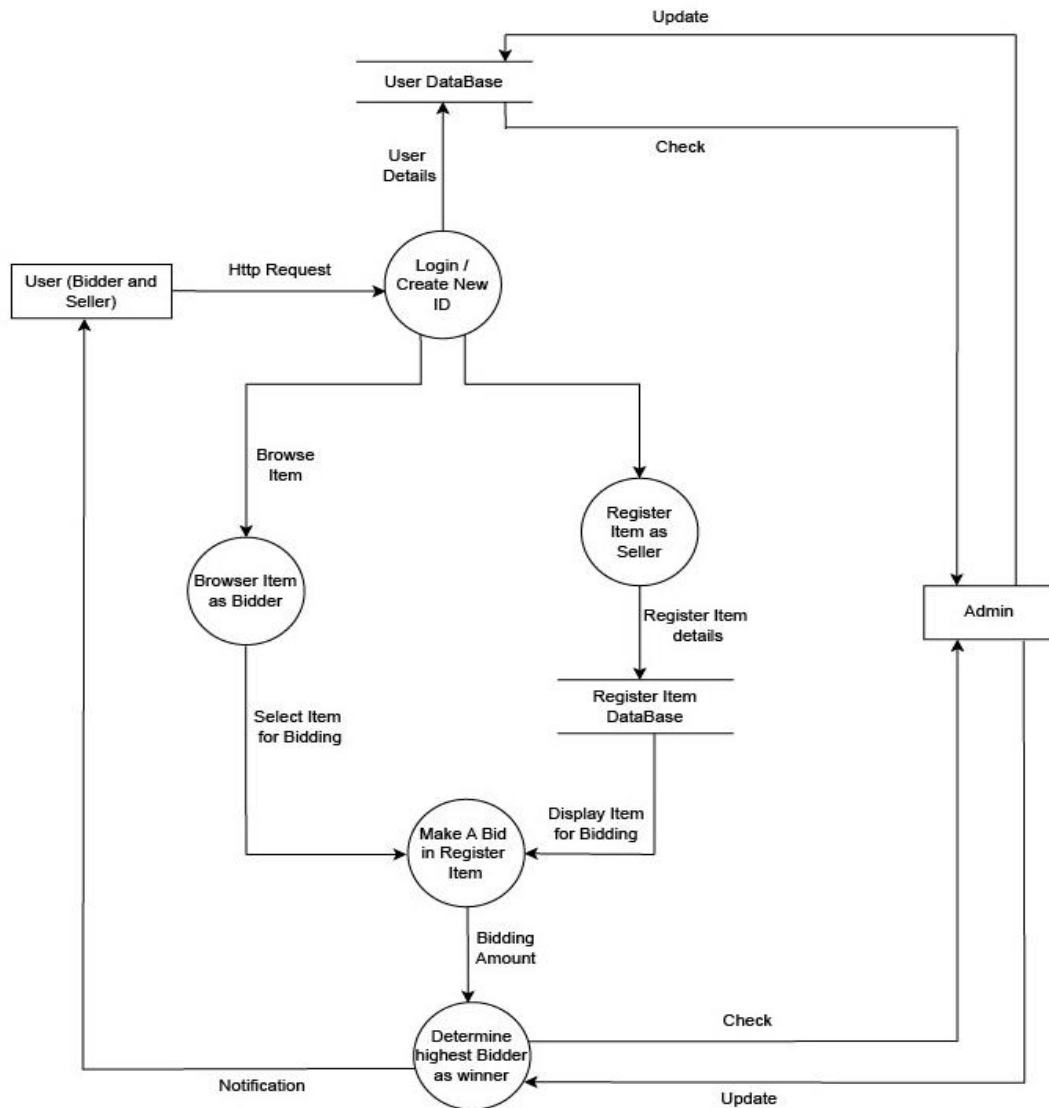 Update
User DataBase
Check
User
Details
Http Request
Login /
Create New
ID
User (Bidder and
Seller)
Browse
Item
Register
Item as
Seller
Browser Item
as Bidder
Admin
Register Item
details
Register Item
DataBase
Select Item
for Bidding
Display Item
for Bidding
Make A Bid
in Register
Item
Bidding
Amount
Check
Determine
highest Bidder
as winner
Notification
Update